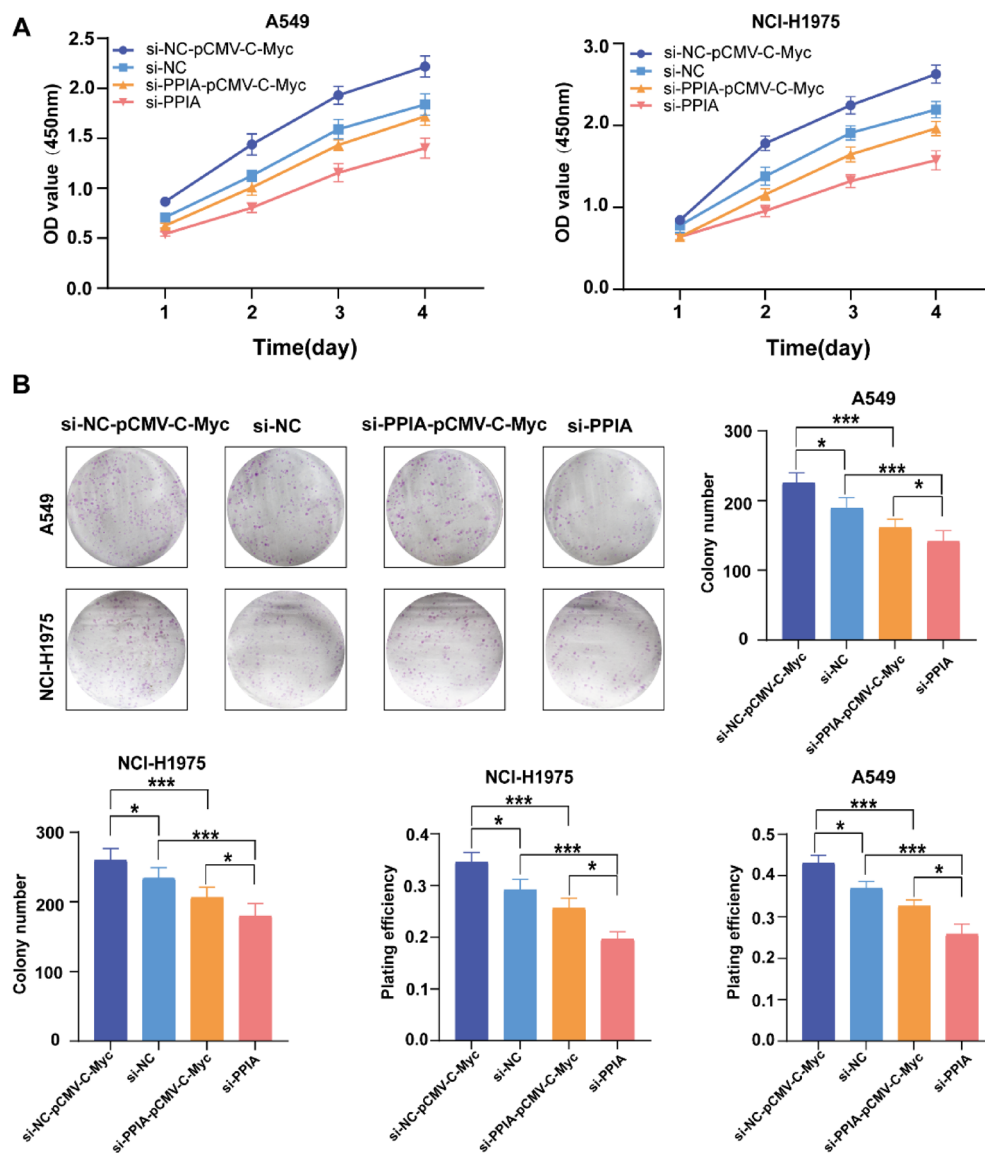 A
A549
si-NC-pCMV-C-Myc
si-NC
si-PPIA-pCMV-C-Myc
si-PPIA
OD value （450nm)
2.5
2.0
1.5
1.0
0.5
0.0
1 2 3 4
Time(day)
NCI-H1975
si-NC-pCMV-C-Myc
si-NC
si-PPIA-pCMV-C-Myc
si-PPIA
OD value （450nm)
3.0
2.0
1.0
0.0
1 2 3 4
Time(day)
B
si-NC-pCMV-C-Myc si-NC si-PPIA-pCMV-C-Myc si-PPIA
A549
NCI-H1975
A549
Colony number
300
200
100
0
***
*
***
*
si-NC-pCMV-C-Myc
si-NC
si-PPIA-pCMV-C-Myc
si-PPIA
NCI-H1975
Colony number
300
200
100
0
***
*
***
*
si-NC-pCMV-C-Myc
si-NC
si-PPIA-pCMV-C-Myc
si-PPIA
NCI-H1975
Plating efficiency
0.4
0.3
0.2
0.1
0.0
***
*
***
*
si-NC-pCMV-C-Myc
si-NC
si-PPIA-pCMV-C-Myc
si-PPIA
A549
Plating efficiency
0.5
0.4
0.3
0.2
0.1
0.0
***
*
***
*
si-NC-pCMV-C-Myc
si-NC
si-PPIA-pCMV-C-Myc
si-PPIA